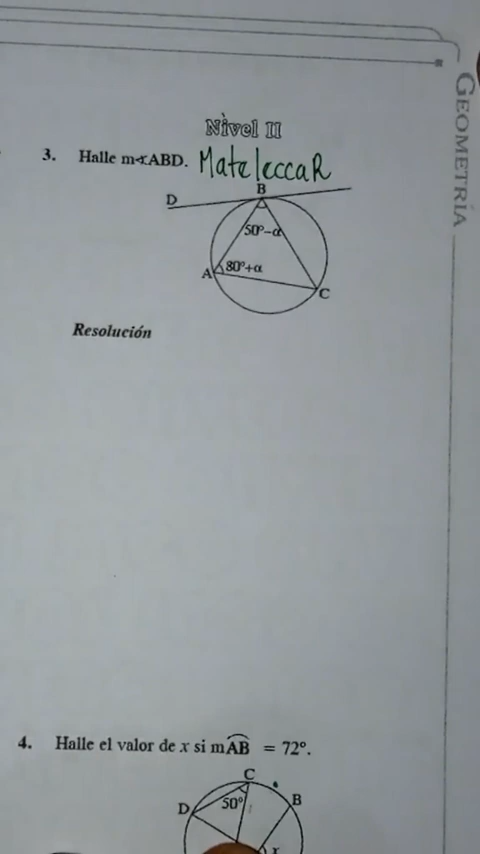 GEOMETRÍA
Nivel II
3. Halle m∢ABD. MateleccaR
B
D
50°−α
A 80°+α
C
Resolución
4. Halle el valor de x si mAB = 72°.
C
B
D 50°
x